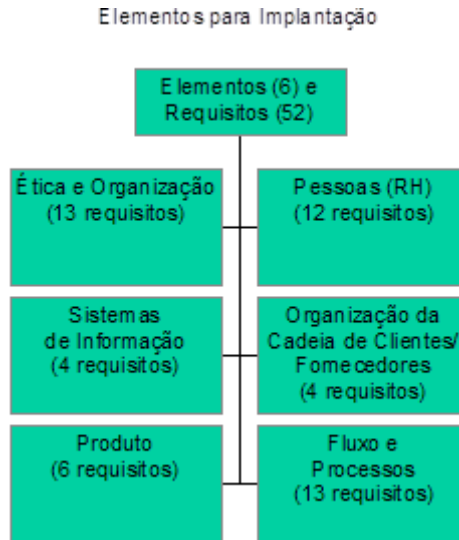 Elementos para Implantação
Elementos (6) e
Requisitos (52)
Ética e Organização
(13 requisitos)
Pessoas (RH)
(12 requisitos)
Sistemas
de Informação
(4 requisitos)
Organização da
Cadeia de Clientes/
Fornecedores
(4 requisitos)
Produto
(6 requisitos)
Fluxo e
Processos
(13 requisitos)